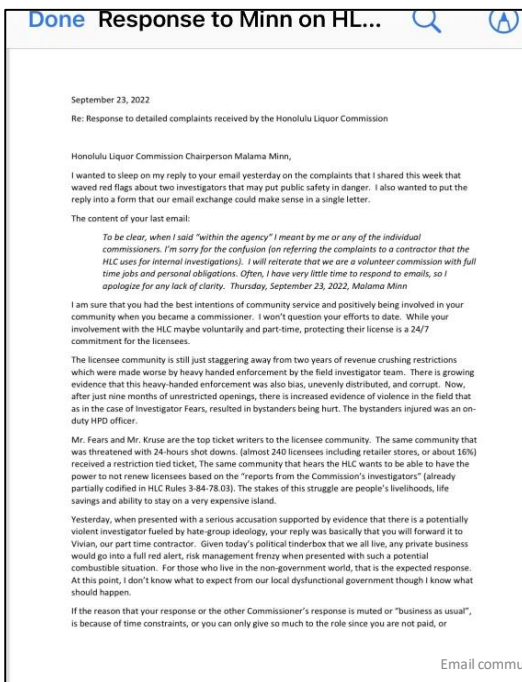 Done Response to Minn on HL...
September 23, 2022
Re: Response to detailed complaints received by the Honolulu Liquor Commission
Honolulu Liquor Commission Chairperson Malama Minn,
I wanted to sleep on my reply to your email yesterday on the complaints that I shared this week that
waved red flags about two investigators that may put public safety in danger. I also wanted to put the
reply into a form that our email exchange could make sense in a single letter.
The content of your last email:
To be clear, when I said "within the agency" I meant by me or any of the individual
commissioners. I'm sorry for the confusion (on referring the complaints to a contractor that the
HLC uses for internal investigations). I will reiterate that we are a volunteer commission with full
time jobs and personal obligations. Often, I have very little time to respond to emails, so I
apologize for any lack of clarity. Thursday, September 23, 2022, Malama Minn
I am sure that you had the best intentions of community service and positively being involved in your
community when you became a commissioner. I won't question your efforts to date. While your
involvement with the HLC maybe voluntarily and part-time, protecting their license is a 24/7
commitment for the licensees.
The licensee community is still just staggering away from two years of revenue crushing restrictions
which were made worse by heavy handed enforcement by the field investigator team. There is growing
evidence that this heavy-handed enforcement was also bias, unevenly distributed, and corrupt. Now,
after just nine months of unrestricted openings, there is increased evidence of violence in the field that
as in the case of Investigator Fears, resulted in bystanders being hurt. The bystanders injured was an on-
duty HPD officer.
Mr. Fears and Mr. Kruse are the top ticket writers to the licensee community. The same community that
was threatened with 24-hours shot downs. (almost 240 licensees including retailer stores, or about 16%)
received a restriction tied ticket, The same community that hears the HLC wants to be able to have the
power to not renew licensees based on the "reports from the Commission's investigators" (already
partially codified in HLC Rules 3-84-78.03). The stakes of this struggle are people's livelihoods, life
savings and ability to stay on a very expensive island.
Yesterday, when presented with a serious accusation supported by evidence that there is a potentially
violent investigator fueled by hate-group ideology, your reply was basically that you will forward it to
Vivian, our part time contractor. Given today's political tinderbox that we all live, any private business
would go into a full red alert, risk management frenzy when presented with such a potential
combustible situation. For those who live in the non-government world, that is the expected response.
At this point, I don't know what to expect from our local dysfunctional government though I know what
should happen.
If the reason that your response or the other Commissioner's response is muted or "business as usual",
is because of time constraints, or you can only give so much to the role since you are not paid, or
Email commu